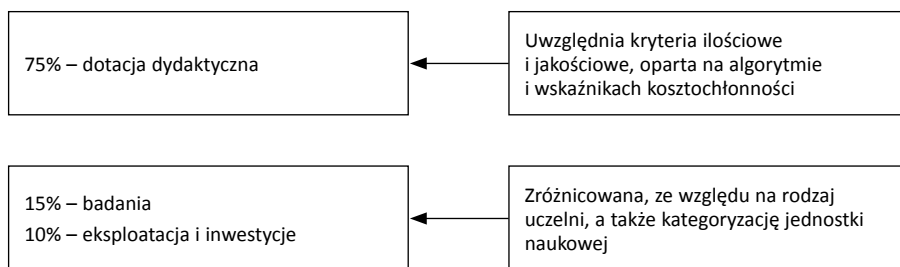 75% – dotacja dydaktyczna
Uwzględnia kryteria ilościowe
i jakościowe, oparta na algorytmie
i wskaźnikach kosztochłonności
15% – badania
10% – eksploatacja i inwestycje
Zróżnicowana, ze względu na rodzaj
uczelni, a także kategoryzację jednostki
naukowej